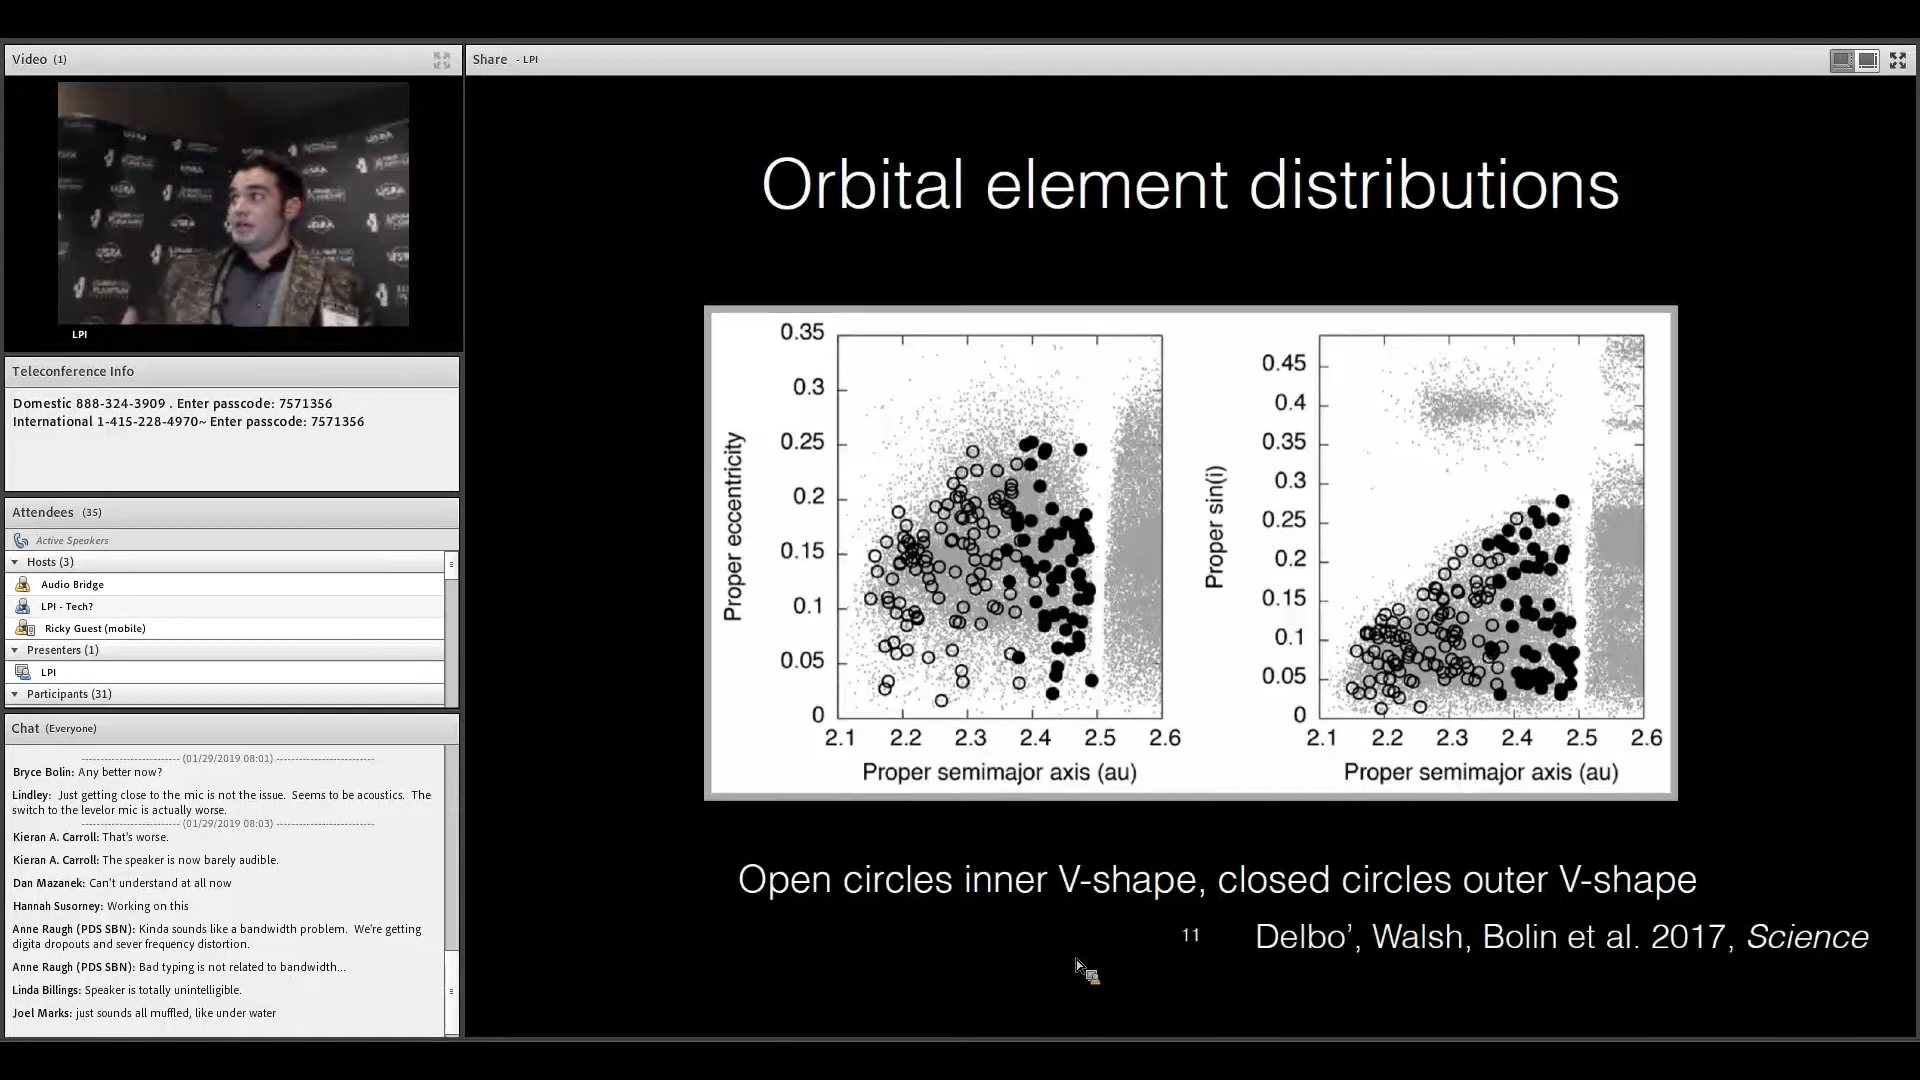 Video (1)
LPI
Teleconference Info
Domestic 888-324-3909 . Enter passcode: 7571356
International 1-415-228-4970~ Enter passcode: 7571356
Attendees (35)
Active Speakers
Hosts (3)
Audio Bridge
LPI - Tech?
Ricky Guest (mobile)
Presenters (1)
LPI
Participants (31)
Chat (Everyone)
(01/29/2019 08:01)
Bryce Bolin: Any better now?
Lindley: Just getting close to the mic is not the issue. Seems to be acoustics. The
switch to the levelor mic is actually worse.
(01/29/2019 08:03)
Kieran A. Carroll: That's worse.
Kieran A. Carroll: The speaker is now barely audible.
Dan Mazanek: Can't understand at all now
Hannah Susorney: Working on this
Anne Raugh (PDS SBN): Kinda sounds like a bandwidth problem. We're getting
digita dropouts and sever frequency distortion.
Anne Raugh (PDS SBN): Bad typing is not related to bandwidth...
Linda Billings: Speaker is totally unintelligible.
Joel Marks: just sounds all muffled, like under water
Share - LPI
Orbital element distributions
Proper eccentricity
0.35
0.3
0.25
0.2
0.15
0.1
0.05
0
2.1 2.2 2.3 2.4 2.5 2.6
Proper semimajor axis (au)
Proper sin(i)
0.45
0.4
0.35
0.3
0.25
0.2
0.15
0.1
0.05
0
2.1 2.2 2.3 2.4 2.5 2.6
Proper semimajor axis (au)
Open circles inner V-shape, closed circles outer V-shape
11
Delbo’, Walsh, Bolin et al. 2017, Science